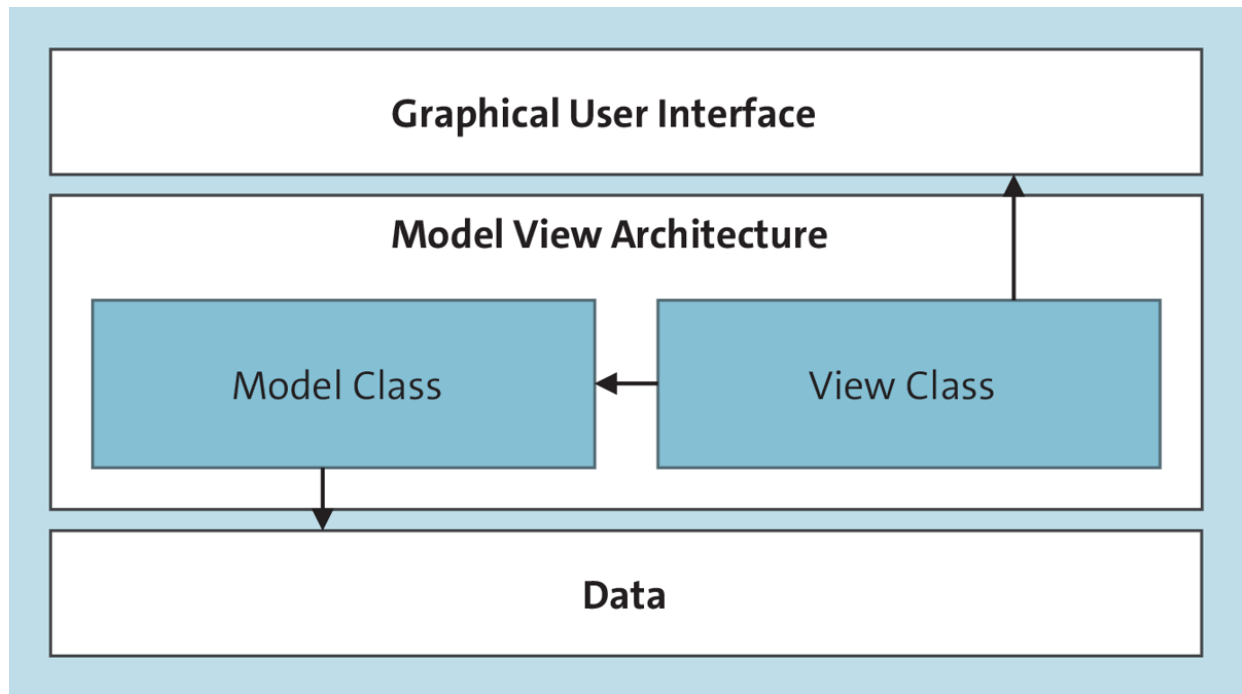 Graphical User Interface
Model View Architecture
Model Class
View Class
Data